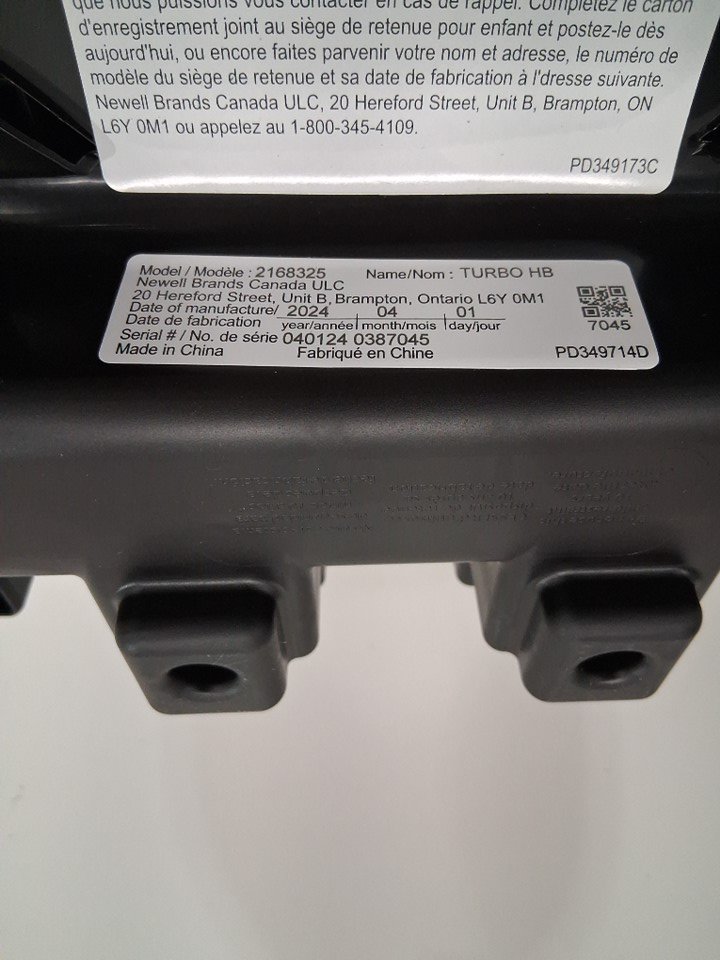 que nous puissions vous contacter en cas de rappel. Complétez le carton
d'enregistrement joint au siège de retenue pour enfant et postez-le dès
aujourd'hui, ou encore faites parvenir votre nom et adresse, le numéro de
modèle du siège de retenue et sa date de fabrication à l'dresse suivante.
Newell Brands Canada ULC, 20 Hereford Street, Unit B, Brampton, ON
L6Y 0M1 ou appelez au 1-800-345-4109.
PD349173C
Model / Modèle : 2168325 Name/Nom : TURBO HB
Newell Brands Canada ULC
20 Hereford Street, Unit B, Brampton, Ontario L6Y 0M1
Date of manufacture/ 2024 04 01
Date de fabrication year/année month/mois day/jour
7045
Serial # / No. de série 040124 0387045
Made in China Fabriqué en Chine PD349714D